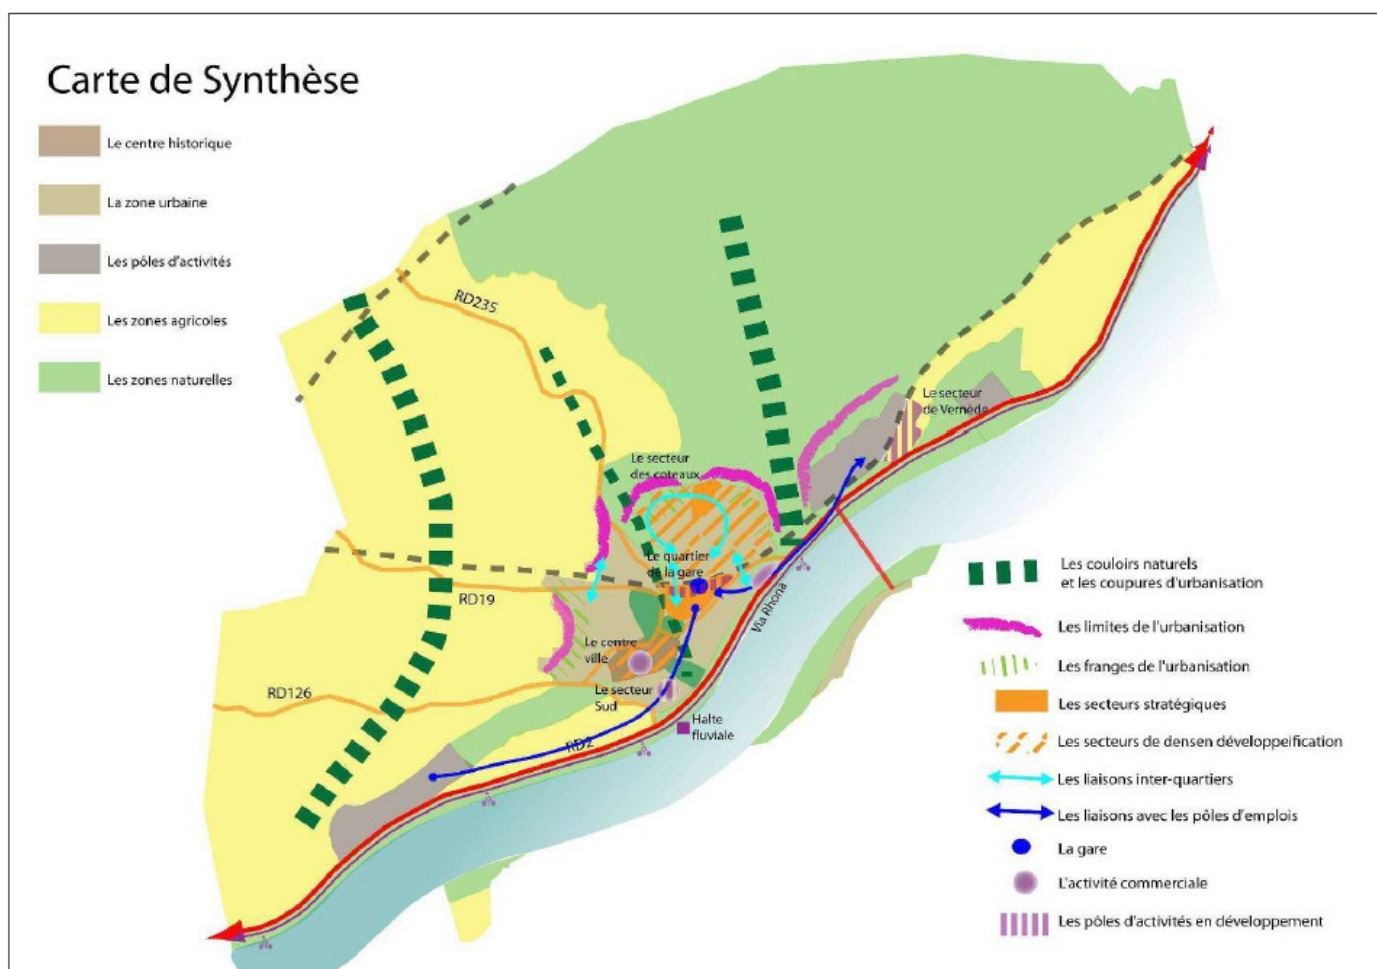 Carte de Synthèse
Le centre historique
La zone urbaine
Les pôles d'activités
Les zones agricoles
Les zones naturelles
RD235
Le secteur
de Vernède
Le secteur
des coteaux
Le quartier
de la gare
RD19
Via Rhona
Le centre
ville
RD126
Le secteur
Sud
Halte
fluviale
RD2
Les couloirs naturels
et les coupures d'urbanisation
Les limites de l'urbanisation
Les franges de l'urbanisation
Les secteurs stratégiques
Les secteurs de densen développeification
Les liaisons inter-quartiers
Les liaisons avec les pôles d'emplois
La gare
L'activité commerciale
Les pôles d'activités en développement